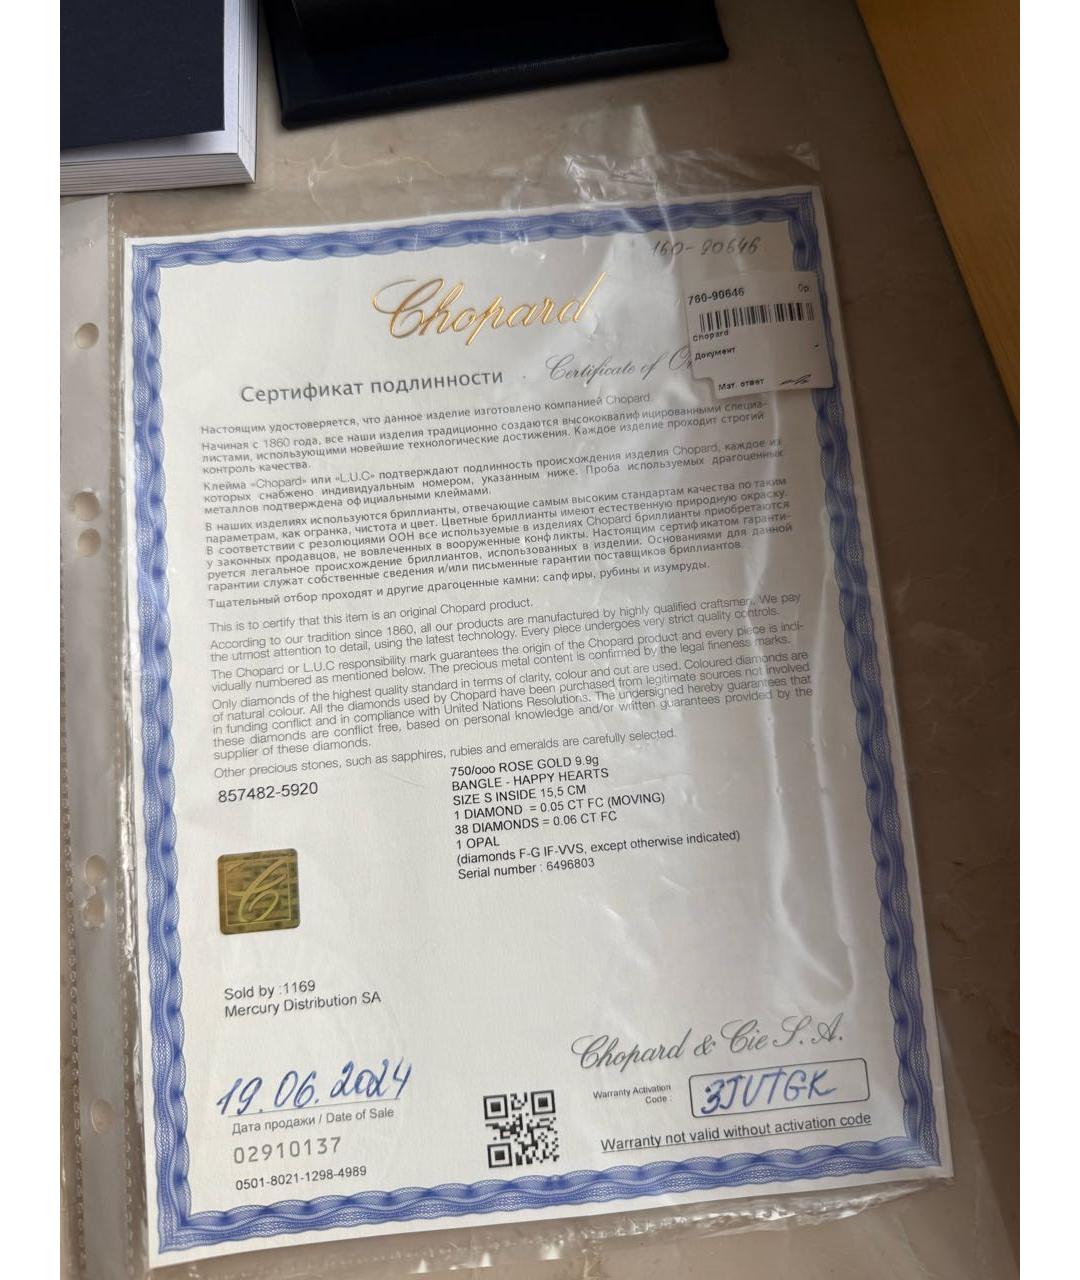 160-90646
Chopard
760-90646
0р.
Chopard
Документ
-
Мат. ответ
Сертификат подлинности
Certificate of
Настоящим удостоверяется, что данное изделие изготовлено компанией Chopard.
Начиная с 1860 года, все наши изделия традиционно создаются высококвалифицированными специа-
листами, использующими новейшие технологические достижения. Каждое изделие проходит строгий
контроль качества.
Клейма «Chopard» или «L.U.C» подтверждают подлинность происхождения изделия Chopard, каждое из
которых снабжено индивидуальным номером, указанным ниже. Проба используемых драгоценных
металлов подтверждена официальными клеймами.
В наших изделиях используются бриллианты, отвечающие самым высоким стандартам качества по таким
параметрам, как огранка, чистота и цвет. Цветные бриллианты имеют естественную природную окраску.
В соответствии с резолюциями ООН все используемые в изделиях Chopard бриллианты приобретаются
у законных продавцов, не вовлеченных в вооруженные конфликты. Настоящим сертификатом гаранти-
руется легальное происхождение бриллиантов, использованных в изделии. Основаниями для данной
гарантии служат собственные сведения и/или письменные гарантии поставщиков бриллиантов.
Тщательный отбор проходят и другие драгоценные камни: сапфиры, рубины и изумруды.
This is to certify that this item is an original Chopard product.
According to our tradition since 1860, all our products are manufactured by highly qualified craftsmen. We pay
the utmost attention to detail, using the latest technology. Every piece undergoes very strict quality controls.
The Chopard or L.U.C responsibility mark guarantees the origin of the Chopard product and every piece is indi-
vidually numbered as mentioned below. The precious metal content is confirmed by the legal fineness marks.
Only diamonds of the highest quality standard in terms of clarity, colour and cut are used. Coloured diamonds are
of natural colour. All the diamonds used by Chopard have been purchased from legitimate sources not involved
in funding conflict and in compliance with United Nations Resolutions. The undersigned hereby guarantees that
these diamonds are conflict free, based on personal knowledge and/or written guarantees provided by the
supplier of these diamonds.
Other precious stones, such as sapphires, rubies and emeralds are carefully selected.
857482-5920
750/ooo ROSE GOLD 9.9g
BANGLE - HAPPY HEARTS
SIZE S INSIDE 15,5 CM
1 DIAMOND = 0.05 CT FC (MOVING)
38 DIAMONDS = 0.06 CT FC
1 OPAL
(diamonds F-G IF-VVS, except otherwise indicated)
Serial number : 6496803
Sold by :1169
Mercury Distribution SA
Chopard & Cie S.A.
19.06.2024
Дата продажи / Date of Sale
02910137
0501-8021-1298-4989
Warranty Activation
Code :
3JVTGK
Warranty not valid without activation code